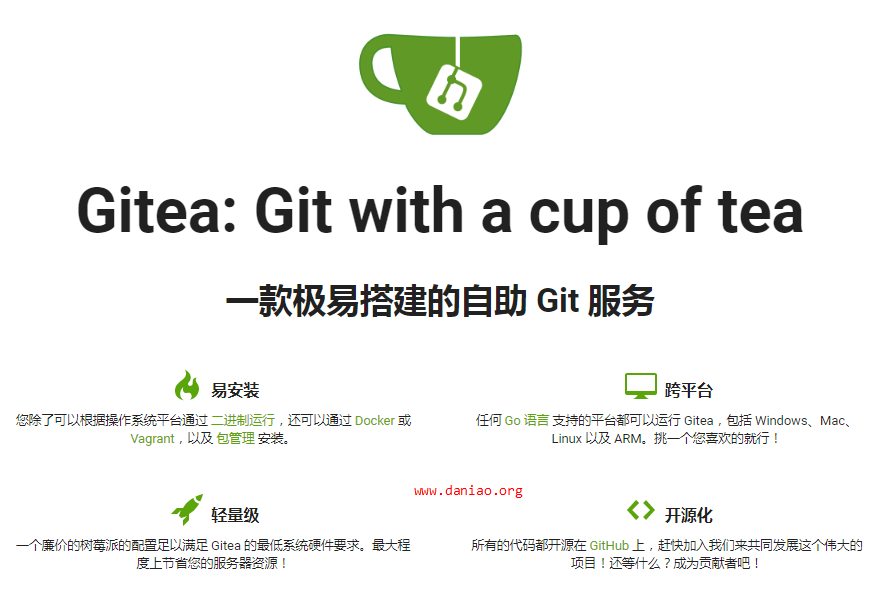 Gitea: Git with a cup of tea
一款极易搭建的自助 Git 服务
易安装
您除了可以根据操作系统平台通过 二进制运行，还可以通过 Docker 或
Vagrant，以及 包管理 安装。
跨平台
任何 Go 语言 支持的平台都可以运行 Gitea，包括 Windows、Mac、
Linux 以及 ARM。挑一个您喜欢的就行！
www.daniao.org
轻量级
一个廉价的树莓派的配置足以满足 Gitea 的最低系统硬件要求。最大程
度上节省您的服务器资源！
开源化
所有的代码都开源在 GitHub 上，赶快加入我们来共同发展这个伟大的
项目！还等什么？成为贡献者吧！